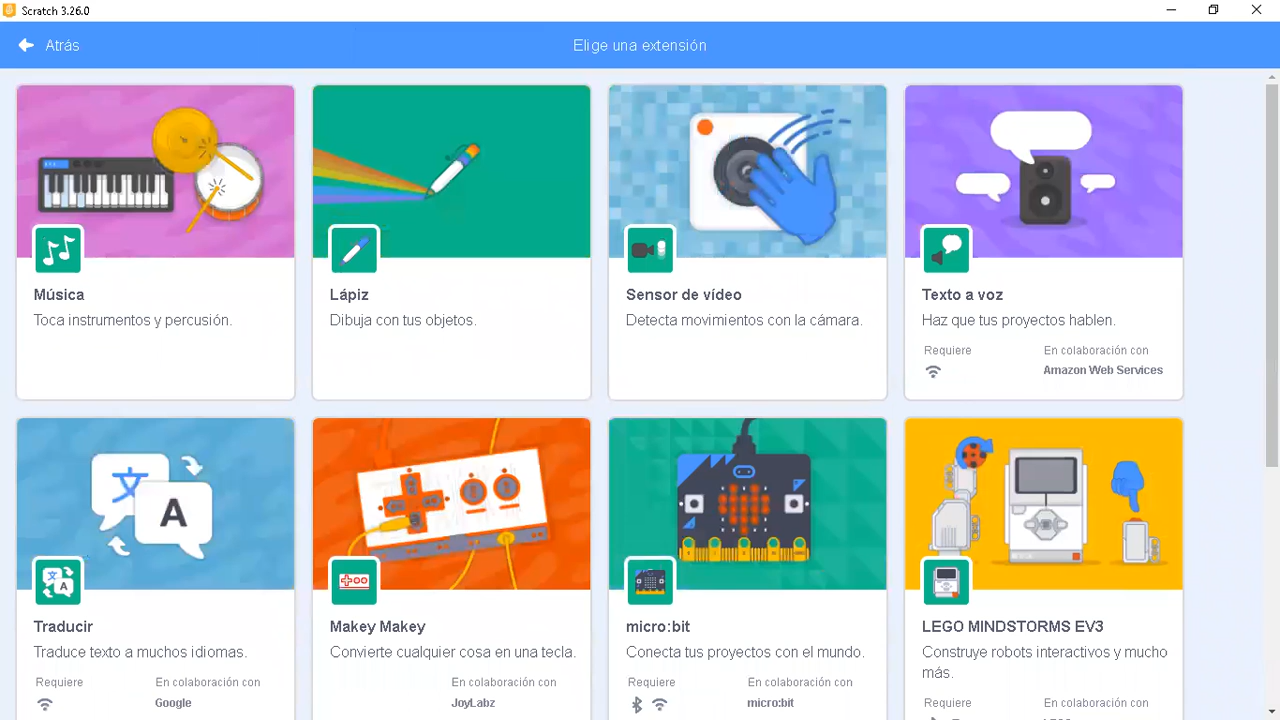 Scratch 3.26.0
Atrás
Elige una extensión
Música
Toca instrumentos y percusión.
Lápiz
Dibuja con tus objetos.
Sensor de vídeo
Detecta movimientos con la cámara.
Texto a voz
Haz que tus proyectos hablen.
Requiere
En colaboración con
Amazon Web Services
文
A
文
A
Traducir
Traduce texto a muchos idiomas.
Requiere
En colaboración con
Google
Makey Makey
Convierte cualquier cosa en una tecla.
En colaboración con
JoyLabz
micro:bit
Conecta tus proyectos con el mundo.
Requiere
En colaboración con
micro:bit
LEGO MINDSTORMS EV3
Construye robots interactivos y mucho
más.
Requiere
En colaboración con